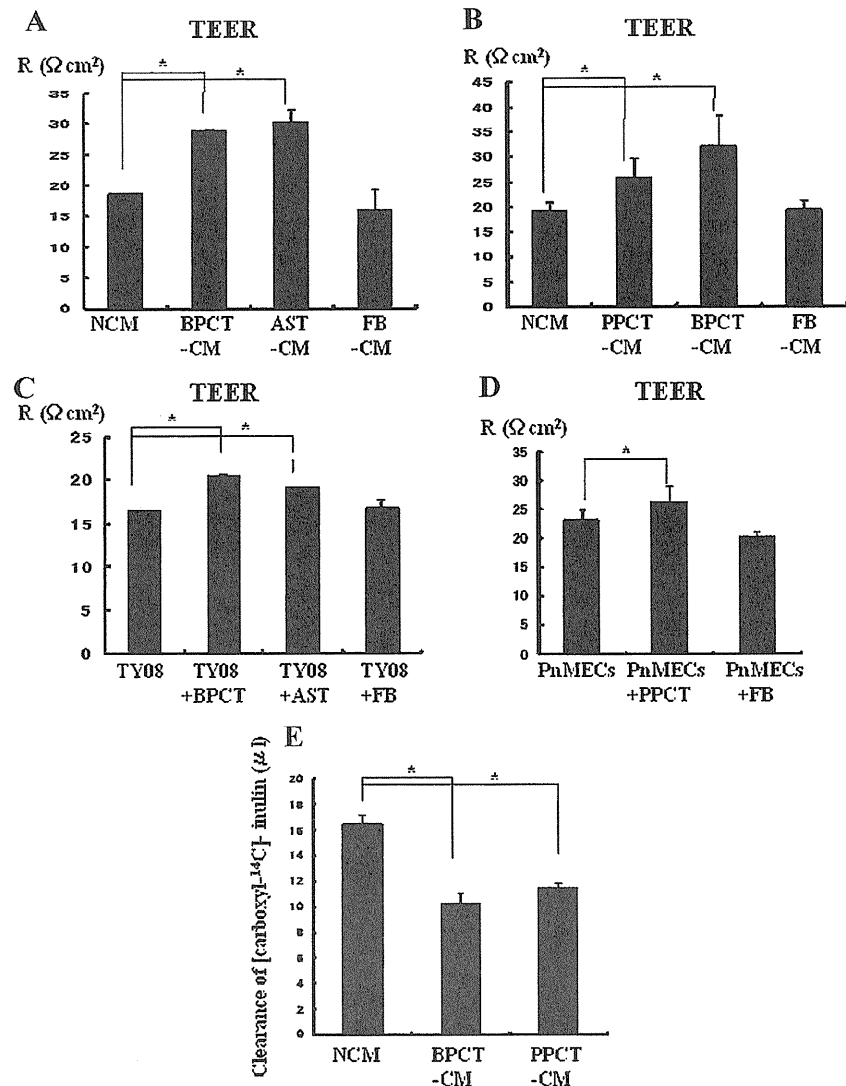 A
TEER
R (Ω cm²)
*
*
35
30
25
20
15
10
5
0
NCM BPCT AST FB
-CM -CM -CM
B
TEER
R (Ω cm²)
*
*
45
40
35
30
25
20
15
10
5
0
NCM PPCT BPCT FB
-CM -CM -CM
C
TEER
R (Ω cm²)
*
*
25
20
15
10
5
0
TY08 TY08 TY08 TY08
+BPCT +AST +FB
D
TEER
R (Ω cm²)
*
35
30
25
20
15
10
5
0
PnMECs PnMECs PnMECs
+PPCT +FB
E
Clearance of [carboxyl-¹⁴C]- inulin (μl)
*
*
20
18
16
14
12
10
8
6
4
2
0
NCM BPCT PPCT
-CM -CM